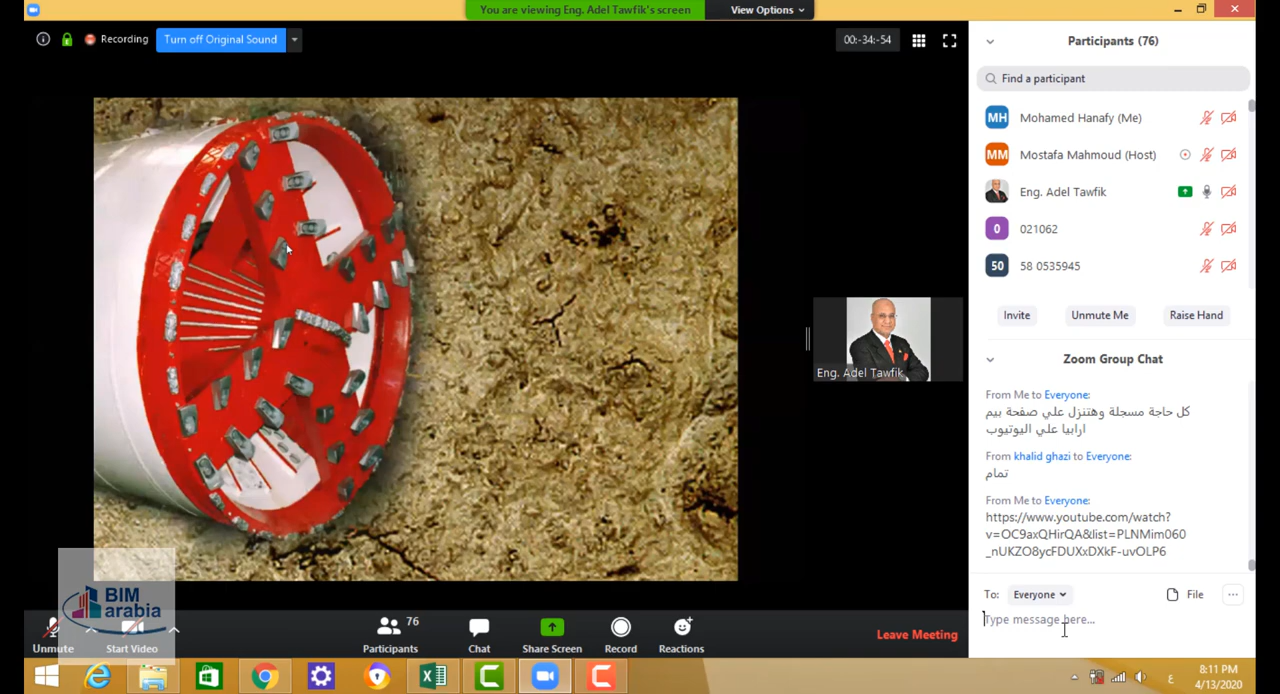 You are viewing Eng. Adel Tawfik's screen
View Options
Recording
Turn off Original Sound
00:-34:-54
Participants (76)
Find a participant
MH Mohamed Hanafy (Me)
MM Mostafa Mahmoud (Host)
Eng. Adel Tawfik
0 021062
50 58 0535945
Invite Unmute Me Raise Hand
Eng. Adel Tawfik
Zoom Group Chat
From Me to Everyone:
كل حاجة مسجلة وهتنزل علي صفحة بيم
ارابيا علي اليوتيوب
From khalid ghazi to Everyone:
تمام
From Me to Everyone:
https://www.youtube.com/watch?
v=OC9axQHirQA&list=PLNMim060
_nUKZO8ycFDUXxDXkF-uvOLP6
To: Everyone File
Type message here...
BIM
arabia
76
Unmute Start Video Participants Chat Share Screen Record Reactions
Leave Meeting
ع
8:11 PM
4/13/2020